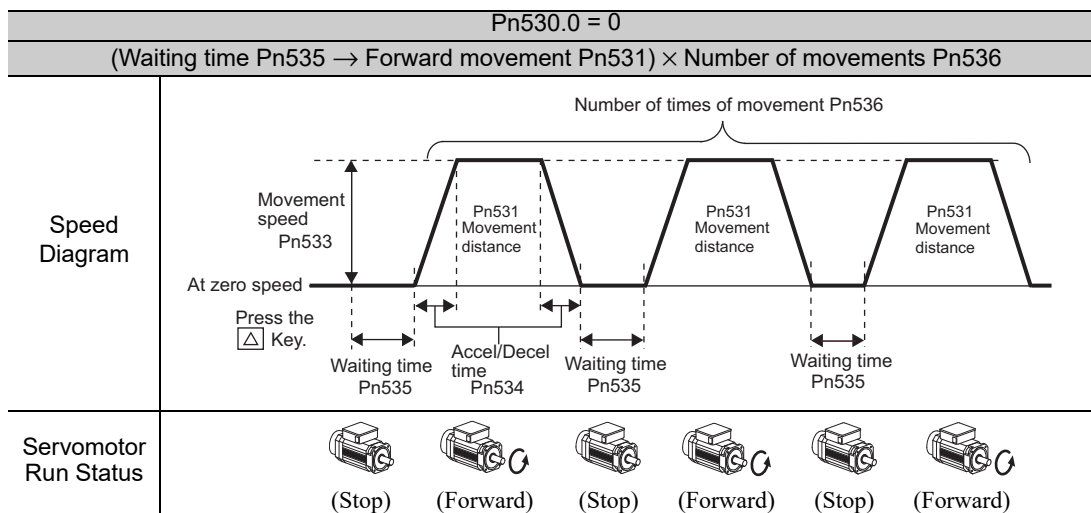 Pn530.0 = 0
(Waiting time Pn535 → Forward movement Pn531) × Number of movements Pn536
Speed
Diagram
Number of times of movement Pn536
Movement
speed
Pn533
Pn531
Movement
distance
Pn531
Movement
distance
Pn531
Movement
distance
At zero speed
Press the
△ Key.
Waiting time
Pn535
Accel/Decel
time
Pn534
Waiting time
Pn535
Waiting time
Pn535
Servomotor
Run Status
(Stop) (Forward) (Stop) (Forward) (Stop) (Forward)